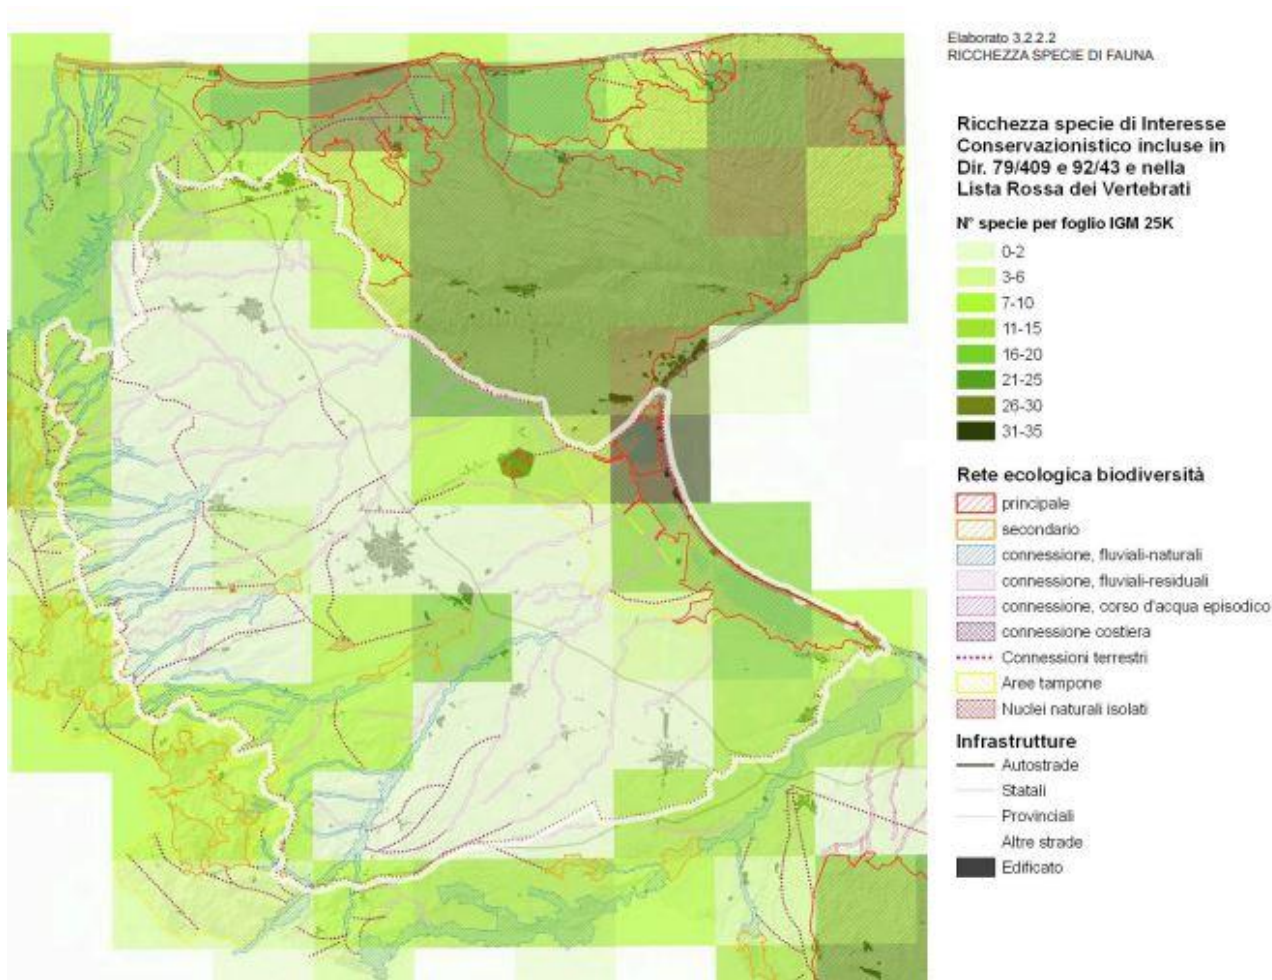 Elaborato 3.2.2.2
RICCHEZZA SPECIE DI FAUNA
Ricchezza specie di Interesse
Conservazionistico incluse in
Dir. 79/409 e 92/43 e nella
Lista Rossa dei Vertebrati
N° specie per foglio IGM 25K
0-2
3-6
7-10
11-15
16-20
21-25
26-30
31-35
Rete ecologica biodiversità
principale
secondario
connessione, fluviali-naturali
connessione, fluviali-residuali
connessione, corso d'acqua episodico
connessione costiera
Connessioni terrestri
Aree tampone
Nuclei naturali isolati
Infrastrutture
Autostrade
Statali
Provinciali
Altre strade
Edificato